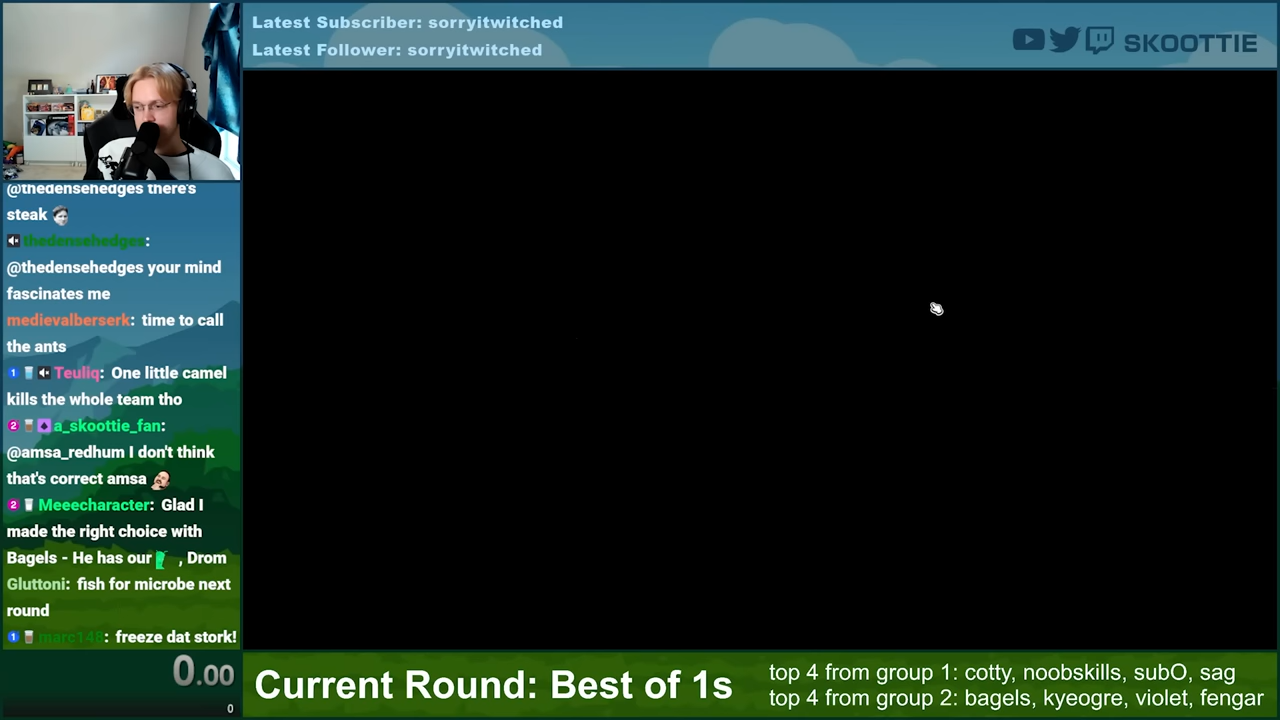 Latest Subscriber: sorryitwitched
Latest Follower: sorryitwitched
SKOOTTIE
@thedensehedges there's
steak
thedensehedges:
@thedensehedges your mind
fascinates me
medievalberserk: time to call
the ants
1 Teuliq: One little camel
kills the whole team tho
2 a_skoottie_fan:
@amsa_redhum I don't think
that's correct amsa
2 Meeecharacter: Glad I
made the right choice with
Bagels - He has our , Drom
Gluttoni: fish for microbe next
round
1 marc148: freeze dat stork!
0.00
0
Current Round: Best of 1s
top 4 from group 1: cotty, noobskills, subO, sag
top 4 from group 2: bagels, kyeogre, violet, fengar